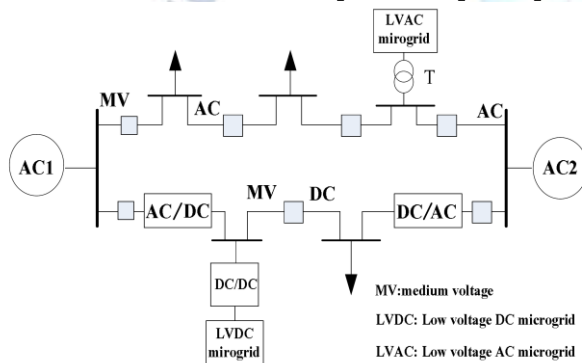 LVAC
mirogrid
T
MV
AC
AC
AC1
AC2
MV
DC
AC/DC
DC/AC
DC/DC
MV:medium voltage
LVDC: Low voltage DC microgrid
LVDC
mirogrid
LVAC: Low voltage AC microgrid